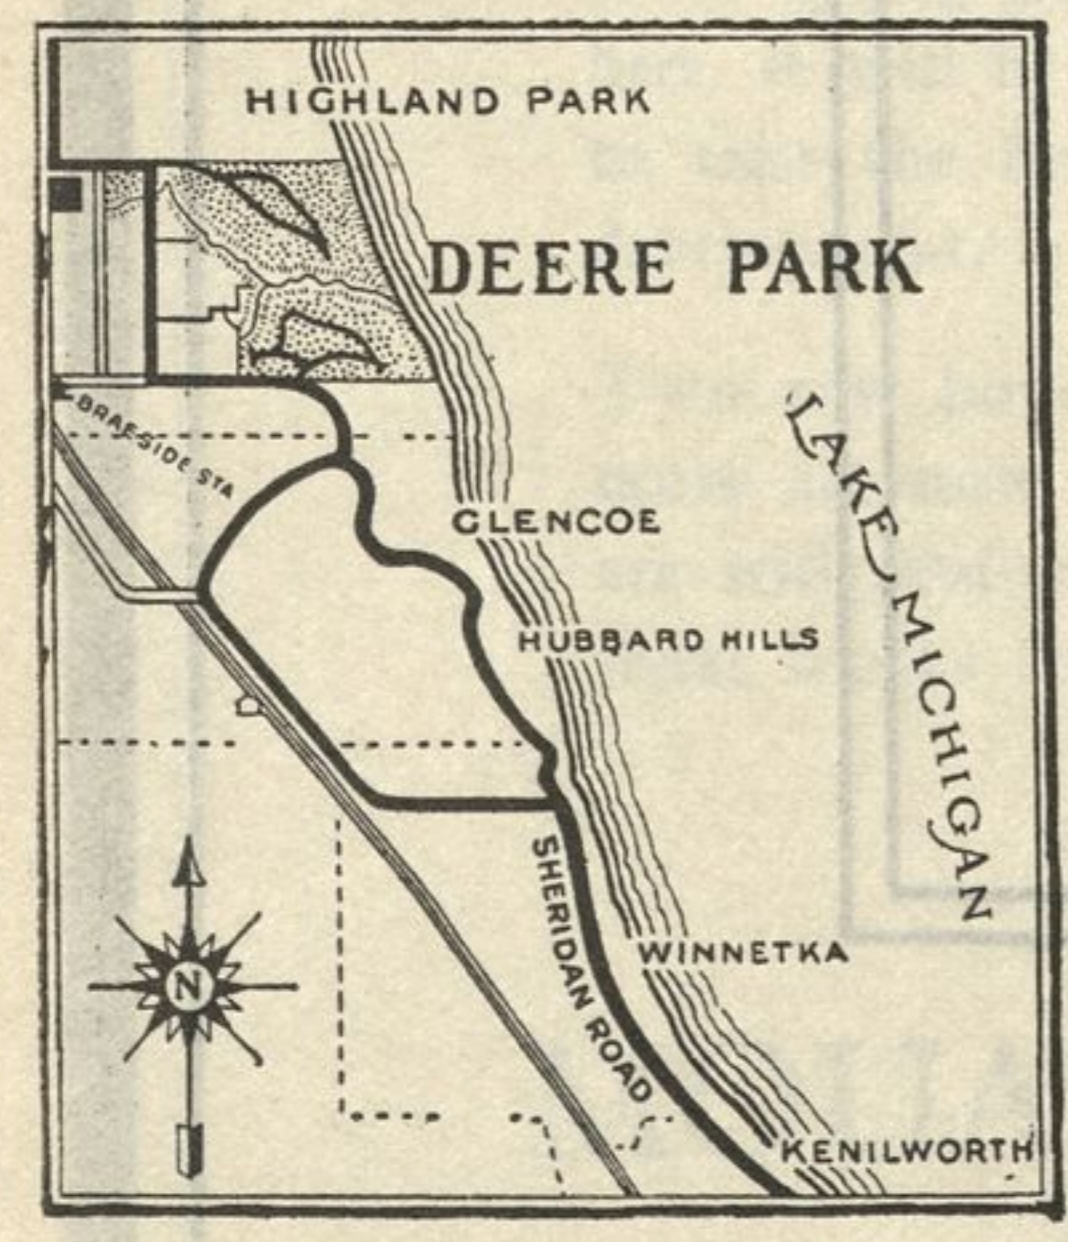 HIGHLAND PARK
DEERE PARK
BRAESIDE STA
LAKE MICHIGAN
GLENCOE
HUBBARD HILLS
SHERIDAN ROAD
WINNETKA
N
KENILWORTH